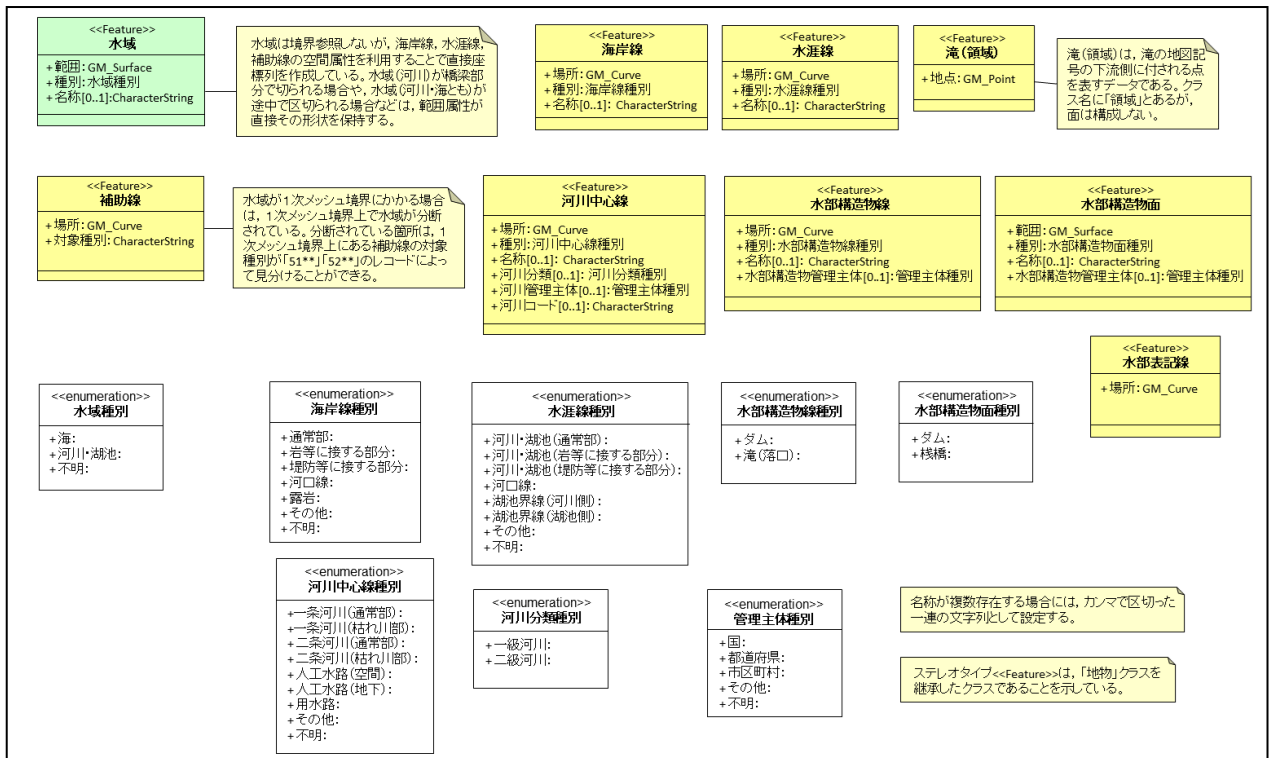 <<Feature>>
水域
+範囲:GM_Surface
+種別:水域種別
+名称[0..1]:CharacterString
水域は境界参照しないが，海岸線，水涯線，
補助線の空間属性を利用することで直接座
標列を作成している。水域(河川)が橋梁部
分で切られる場合や，水域(河川・海とも)が
途中で区切られる場合などは，範囲属性が
直接その形状を保持する。
<<Feature>>
海岸線
+場所:GM_Curve
+種別:海岸線種別
+名称[0..1]: CharacterString
<<Feature>>
水涯線
+場所:GM_Curve
+種別:水涯線種別
+名称[0..1]: CharacterString
<<Feature>>
滝(領域)
+地点:GM_Point
滝(領域)は，滝の地図記
号の下流側に付される点
を表すデータである。クラ
ス名に「領域」とあるが，
面は構成しない。
<<Feature>>
補助線
+場所:GM_Curve
+対象種別:CharacterString
水域が1次メッシュ境界にかかる場合
は，1次メッシュ境界上で水域が分断
されている。分断されている箇所は，1
次メッシュ境界上にある補助線の対象
種別が「51**」「52**」のレコードによっ
て見分けることができる。
<<Feature>>
河川中心線
+場所:GM_Curve
+種別:河川中心線種別
+名称[0..1]: CharacterString
+河川分類[0..1]: 河川分類種別
+河川管理主体[0..1]:管理主体種別
+河川コード[0..1]: CharacterString
<<Feature>>
水部構造物線
+場所:GM_Curve
+種別:水部構造物線種別
+名称[0..1]: CharacterString
+水部構造物管理主体[0..1]:管理主体種別
<<Feature>>
水部構造物面
+範囲:GM_Surface
+種別:水部構造物面種別
+名称[0..1]: CharacterString
+水部構造物管理主体[0..1]:管理主体種別
<<Feature>>
水部表記線
+場所:GM_Curve
<<enumeration>>
水域種別
+海:
+河川・湖池:
+不明:
<<enumeration>>
海岸線種別
+通常部:
+岩等に接する部分:
+堤防等に接する部分:
+河口線:
+露岩:
+その他:
+不明:
<<enumeration>>
水涯線種別
+河川・湖池(通常部):
+河川・湖池(岩等に接する部分):
+河川・湖池(堤防等に接する部分):
+河口線:
+湖池界線(河川側):
+湖池界線(湖池側):
+その他:
+不明:
<<enumeration>>
水部構造物線種別
+ダム:
+滝(落口):
<<enumeration>>
水部構造物面種別
+ダム:
+桟橋:
<<enumeration>>
河川中心線種別
+一条河川(通常部):
+一条河川(枯れ川部):
+二条河川(通常部):
+二条河川(枯れ川部):
+人工水路(空間):
+人工水路(地下):
+用水路:
+その他:
+不明:
<<enumeration>>
河川分類種別
+一級河川:
+二級河川:
<<enumeration>>
管理主体種別
+国:
+都道府県:
+市区町村:
+その他:
+不明:
名称が複数存在する場合には，カンマで区切った
一連の文字列として設定する。
ステレオタイプ<<Feature>>は，「地物」クラスを
継承したクラスであることを示している。